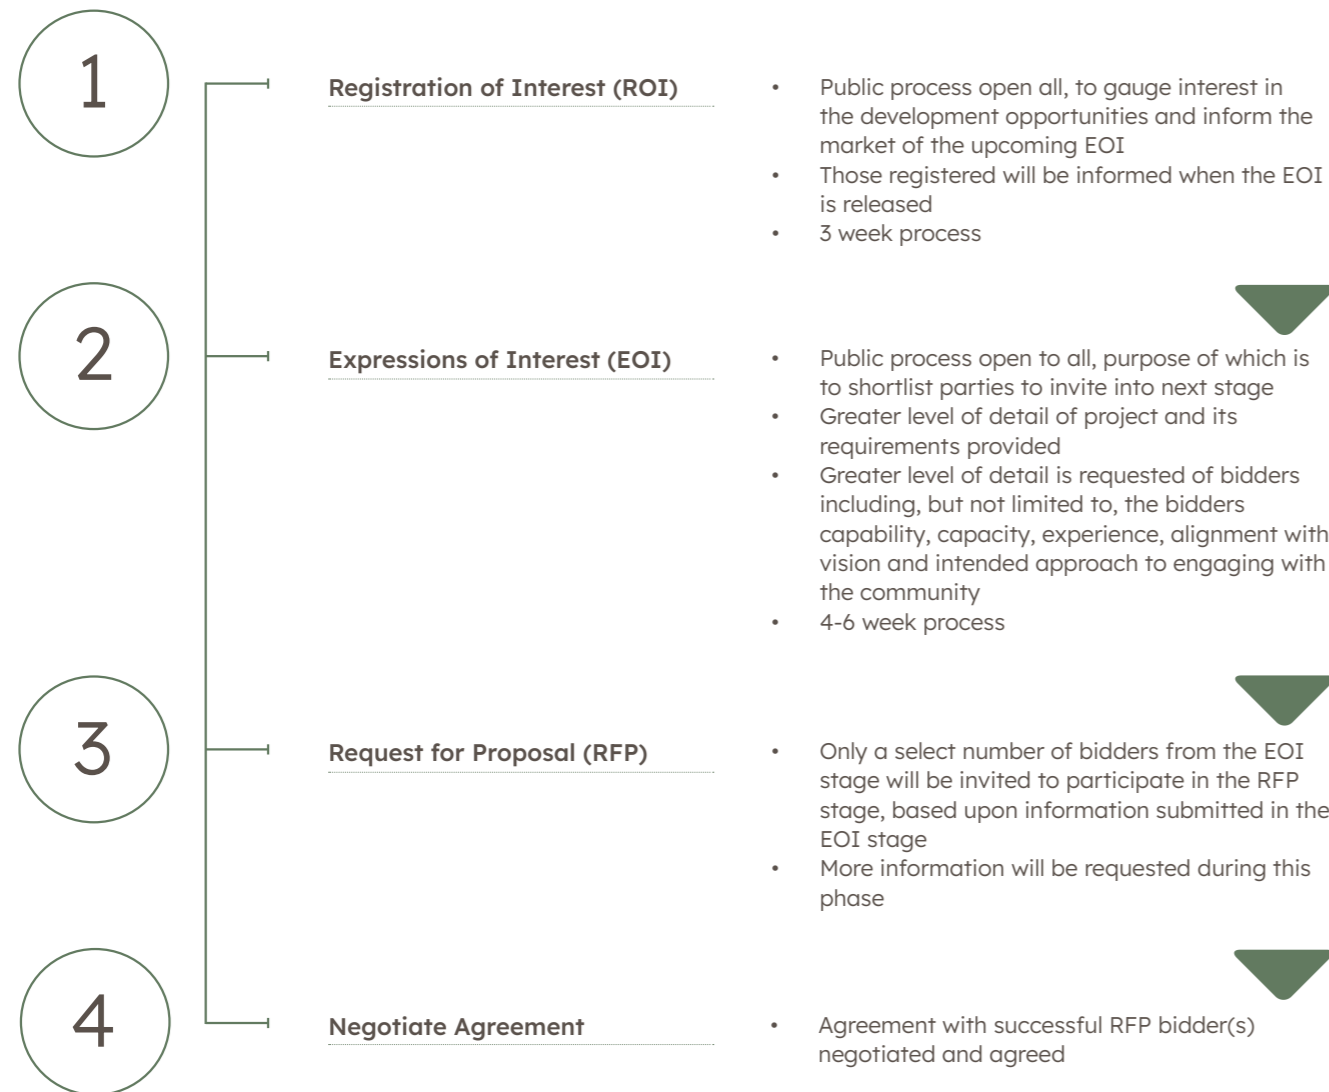 1
Registration of Interest (ROI)
• Public process open all, to gauge interest in
the development opportunities and inform the
market of the upcoming EOI
• Those registered will be informed when the EOI
is released
• 3 week process
2
Expressions of Interest (EOI)
• Public process open to all, purpose of which is
to shortlist parties to invite into next stage
• Greater level of detail of project and its
requirements provided
• Greater level of detail is requested of bidders
including, but not limited to, the bidders
capability, capacity, experience, alignment with
vision and intended approach to engaging with
the community
• 4-6 week process
3
Request for Proposal (RFP)
• Only a select number of bidders from the EOI
stage will be invited to participate in the RFP
stage, based upon information submitted in the
EOI stage
• More information will be requested during this
phase
4
Negotiate Agreement
• Agreement with successful RFP bidder(s)
negotiated and agreed